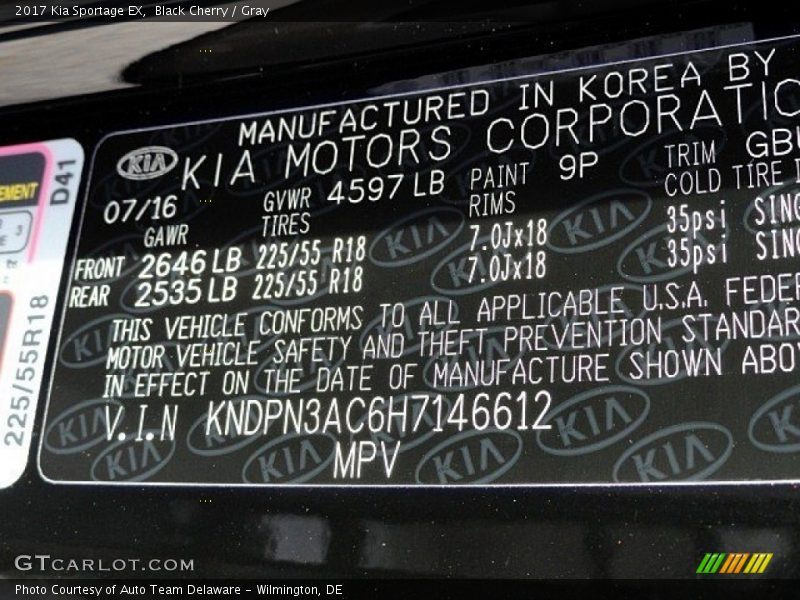 2017 Kia Sportage EX, Black Cherry / Gray
MANUFACTURED IN KOREA BY
KIA KIA MOTORS CORPORATIO
07/16 GVWR 4597 LB PAINT 9P TRIM GBU
GAWR TIRES RIMS COLD TIRE
FRONT 2646 LB 225/55 R18 7.0Jx18 35psi SING
REAR 2535 LB 225/55 R18 7.0Jx18 35psi SING
THIS VEHICLE CONFORMS TO ALL APPLICABLE U.S.A. FEDER
MOTOR VEHICLE SAFETY AND THEFT PREVENTION STANDAR
IN EFFECT ON THE DATE OF MANUFACTURE SHOWN ABO
V.I.N KNDPN3AC6H7146612
MPV
D41
EMENT
225/55R18
GTCARLOT.COM
Photo Courtesy of Auto Team Delaware - Wilmington, DE